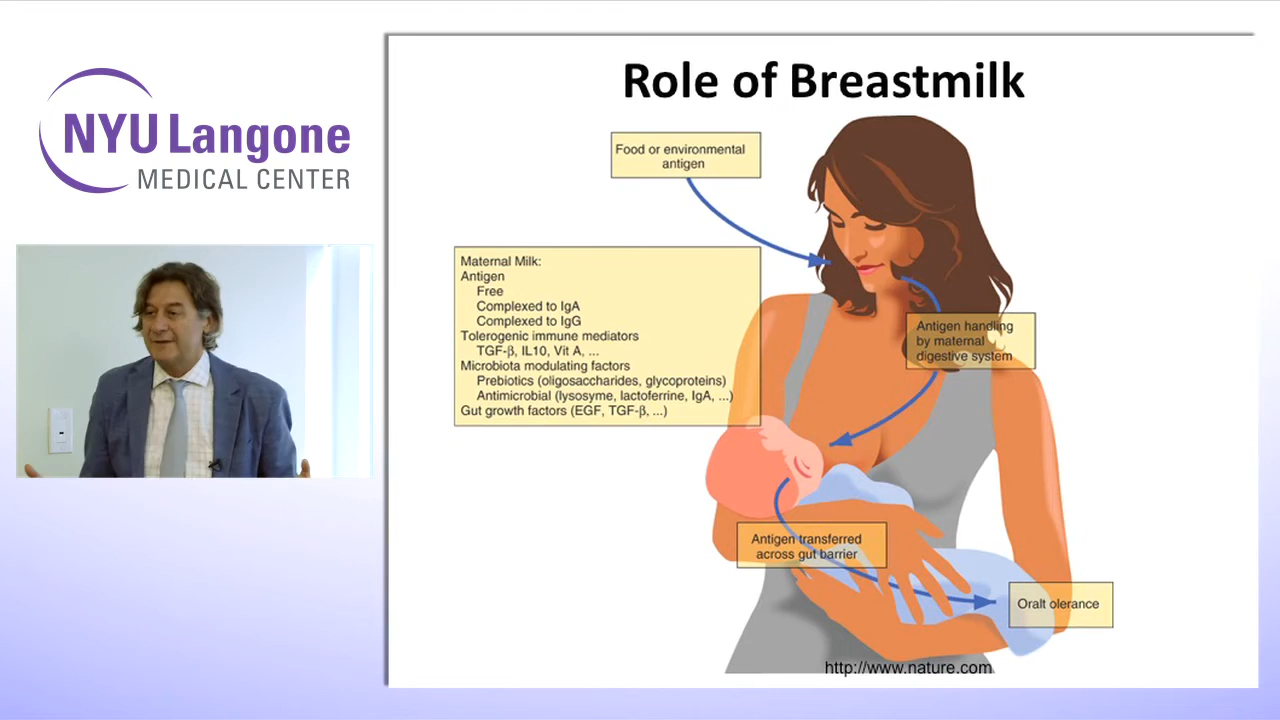 NYU Langone
MEDICAL CENTER
Role of Breastmilk
Food or environmental
antigen
Maternal Milk:
Antigen
Free
Complexed to IgA
Complexed to IgG
Tolerogenic immune mediators
TGF-β, IL10, Vit A, ...
Microbiota modulating factors
Prebiotics (oligosaccharides, glycoproteins)
Antimicrobial (lysosyme, lactoferrine, IgA, ...)
Gut growth factors (EGF, TGF-β, ...)
Antigen handling
by maternal
digestive system
Antigen transferred
across gut barrier
Oralt olerance
http://www.nature.com